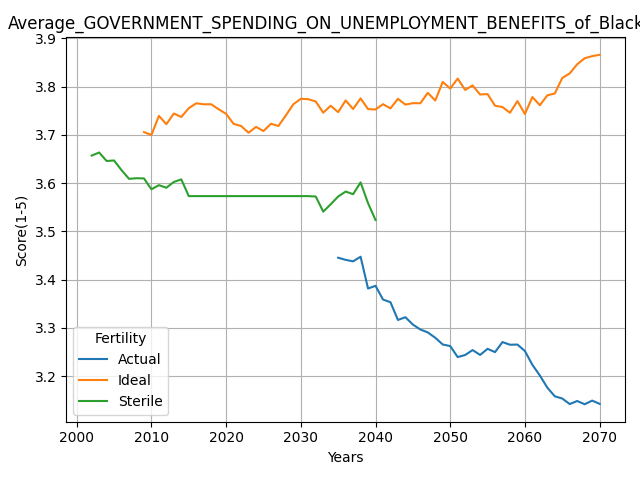 Average_GOVERNMENT_SPENDING_ON_UNEMPLOYMENT_BENEFITS_of_Black
3.9
3.8
3.7
3.6
3.5
3.4
3.3
3.2
Score(1-5)
Fertility
Actual
Ideal
Sterile
2000 2010 2020 2030 2040 2050 2060 2070
Years